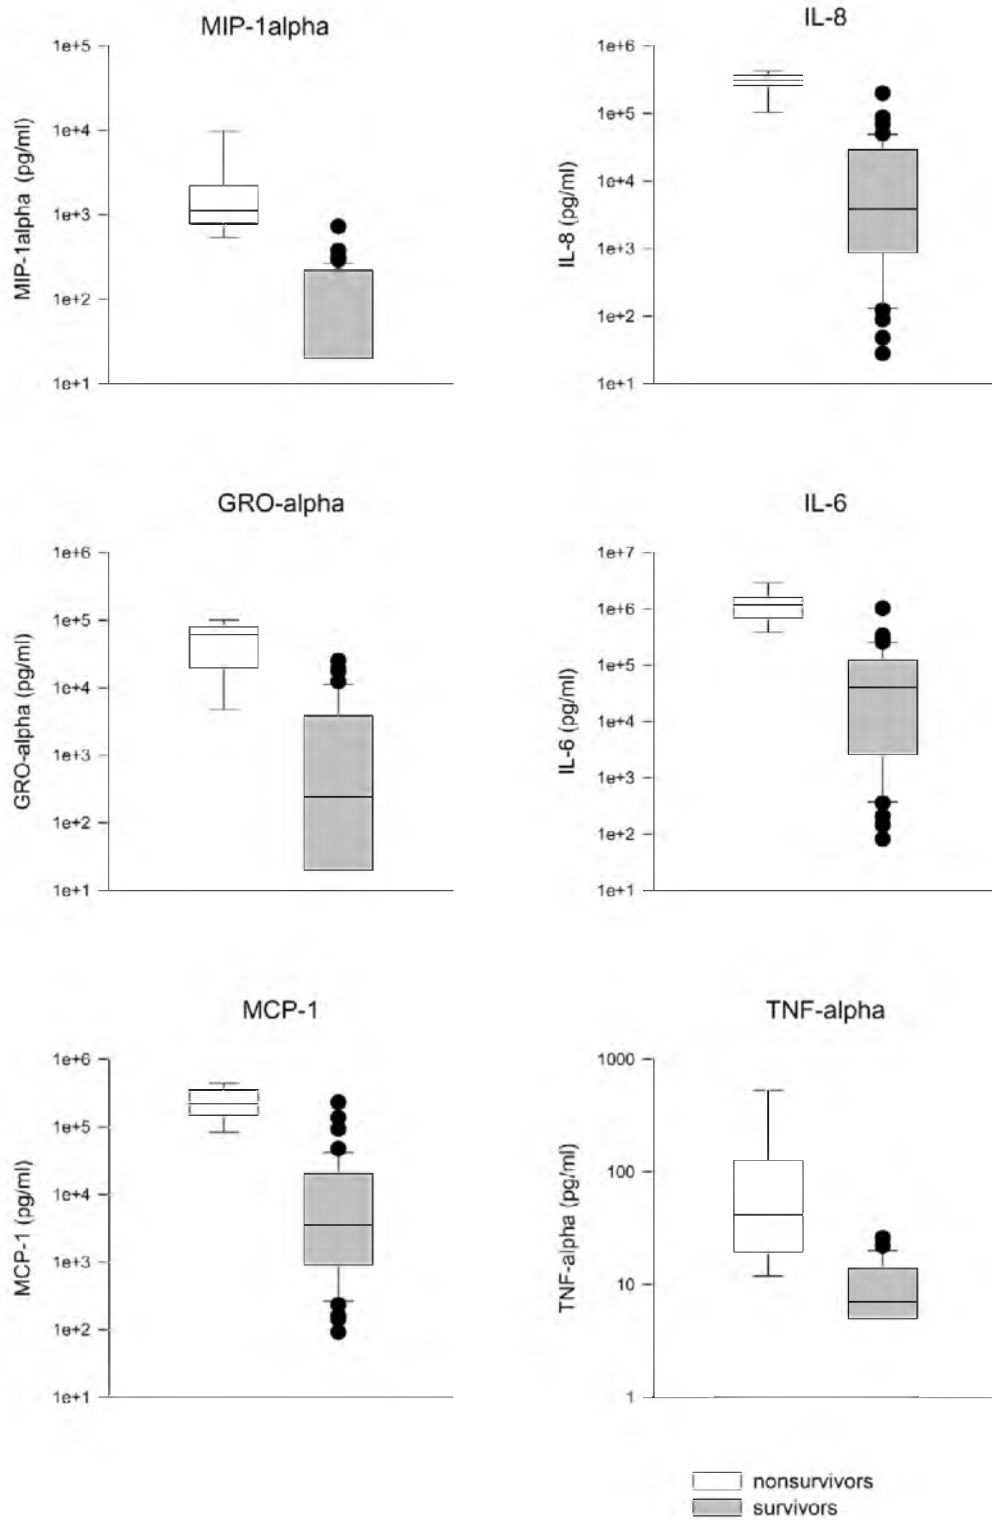 MIP-1alpha
MIP-1alpha (pg/ml)
1e+5
1e+4
1e+3
1e+2
1e+1
IL-8
IL-8 (pg/ml)
1e+6
1e+5
1e+4
1e+3
1e+2
1e+1
GRO-alpha
GRO-alpha (pg/ml)
1e+6
1e+5
1e+4
1e+3
1e+2
1e+1
IL-6
IL-6 (pg/ml)
1e+7
1e+6
1e+5
1e+4
1e+3
1e+2
1e+1
MCP-1
MCP-1 (pg/ml)
1e+6
1e+5
1e+4
1e+3
1e+2
1e+1
TNF-alpha
TNF-alpha (pg/ml)
1000
100
10
1
nonsurvivors
survivors